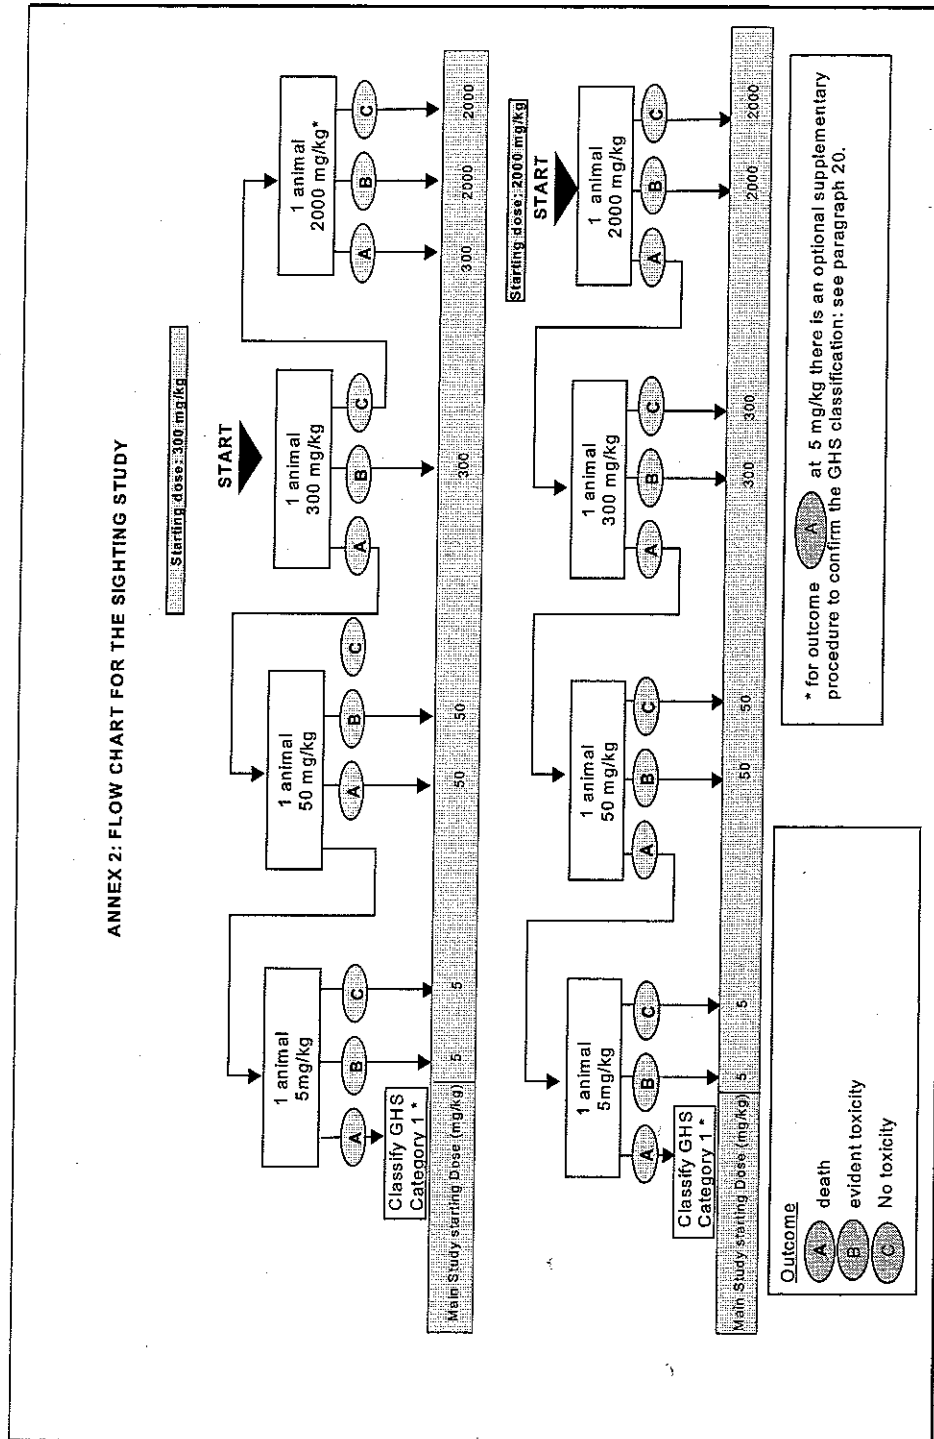 ANNEX 2: FLOW CHART FOR THE SIGHTING STUDY
Starting dose: 300 mg/kg
START
1 animal
5mg/kg
1 animal
50 mg/kg
1 animal
300 mg/kg
1 animal
2000 mg/kg*
A
B
C
A
B
C
A
B
C
A
B
C
Classify GHS
Category 1 *
Main Study starting Dose (mg/kg)
5
5
50
50
300
300
2000
2000
Starting dose: 2000 mg/kg
START
1 animal
5mg/kg
1 animal
50 mg/kg
1 animal
300 mg/kg
1 animal
2000 mg/kg
A
B
C
A
B
C
A
B
C
A
B
C
Classify GHS
Category 1 *
Main Study starting Dose (mg/kg)
5
5
50
50
300
300
2000
2000
Outcome
A death
B evident toxicity
C No toxicity
* for outcome A at 5 mg/kg there is an optional supplementary
procedure to confirm the GHS classification: see paragraph 20.